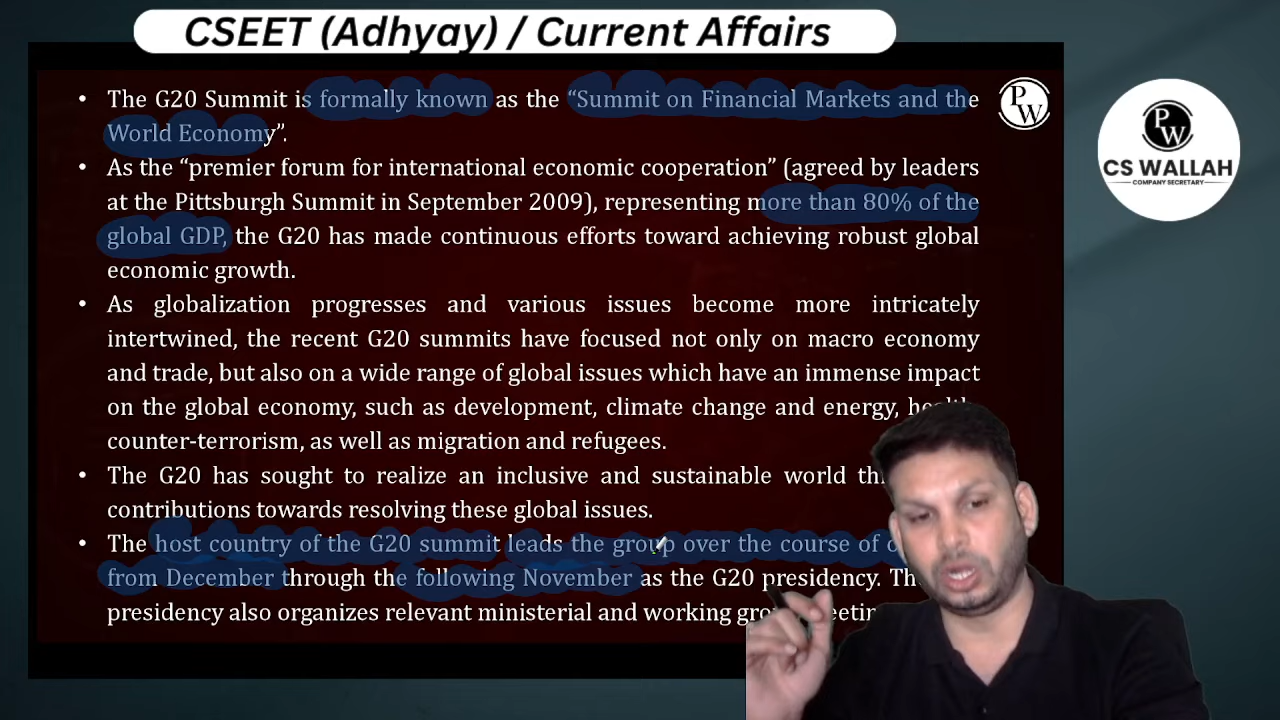 CSEET (Adhyay) / Current Affairs
• The G20 Summit is formally known as the “Summit on Financial Markets and the
World Economy”.
• As the “premier forum for international economic cooperation” (agreed by leaders
at the Pittsburgh Summit in September 2009), representing more than 80% of the
global GDP, the G20 has made continuous efforts toward achieving robust global
economic growth.
• As globalization progresses and various issues become more intricately
intertwined, the recent G20 summits have focused not only on macro economy
and trade, but also on a wide range of global issues which have an immense impact
on the global economy, such as development, climate change and energy, health,
counter-terrorism, as well as migration and refugees.
• The G20 has sought to realize an inclusive and sustainable world
contributions towards resolving these global issues.
• The host country of the G20 summit leads the group over the course of
from December through the following November as the G20 presidency.
presidency also organizes relevant ministerial and working
PW
PW
CS WALLAH
COMPANY SECRETARY